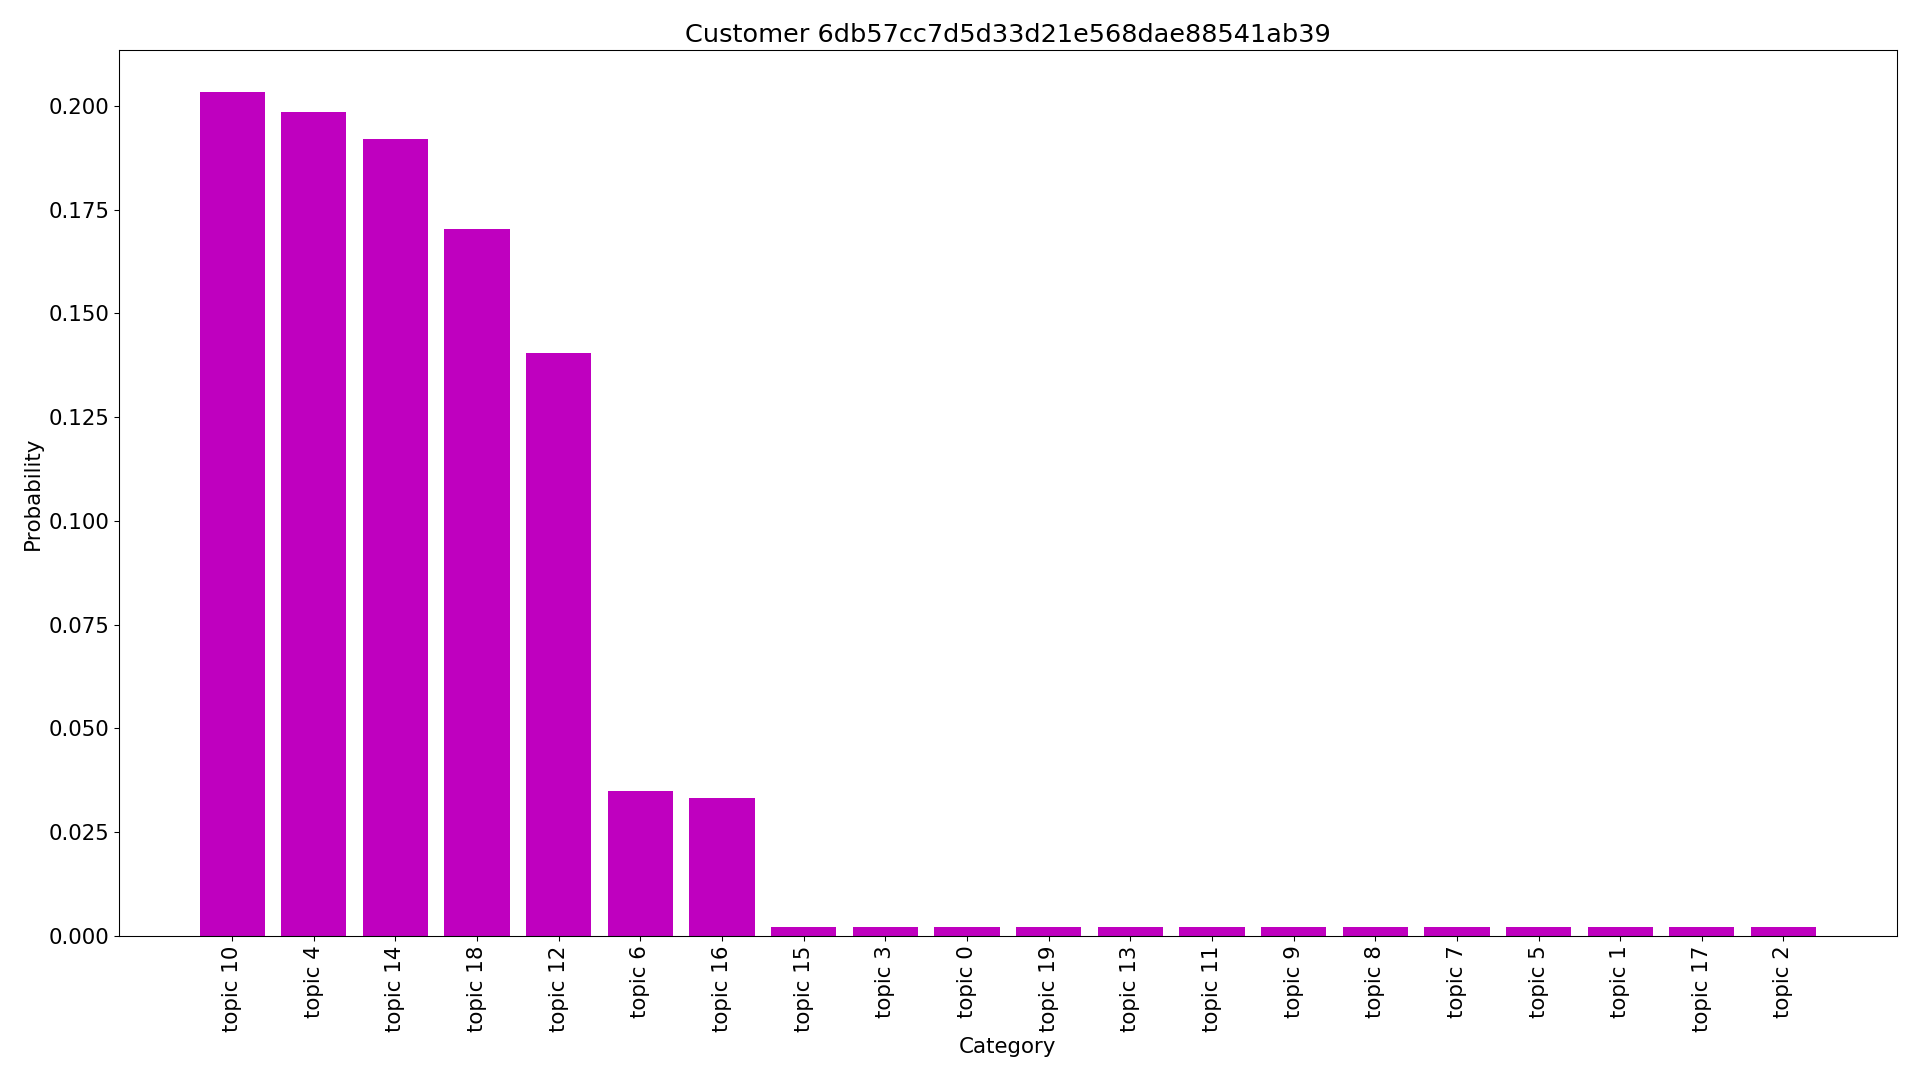 Customer 6db57cc7d5d33d21e568dae88541ab39
Probability
0.200
0.175
0.150
0.125
0.100
0.075
0.050
0.025
0.000
topic 10
topic 4
topic 14
topic 18
topic 12
topic 6
topic 16
topic 15
topic 3
topic 0
topic 19
topic 13
topic 11
topic 9
topic 8
topic 7
topic 5
topic 1
topic 17
topic 2
Category